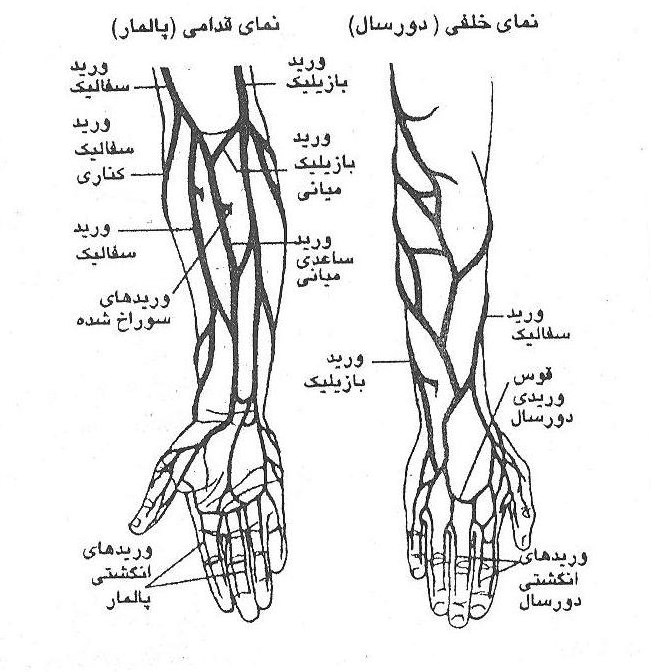 نمای خلفی (دورسال)
نمای قدامی (پالمار)
ورید
سفالیک
ورید
بازیلیک
ورید
سفالیک
کناری
ورید
بازیلیک
میانی
ورید
سفالیک
ورید
ساعدی
میانی
وریدهای
سوراخ شده
وریدهای
انگشتی
پالمار
ورید
سفالیک
ورید
بازیلیک
قوس
وریدی
دورسال
وریدهای
انگشتی
دورسال